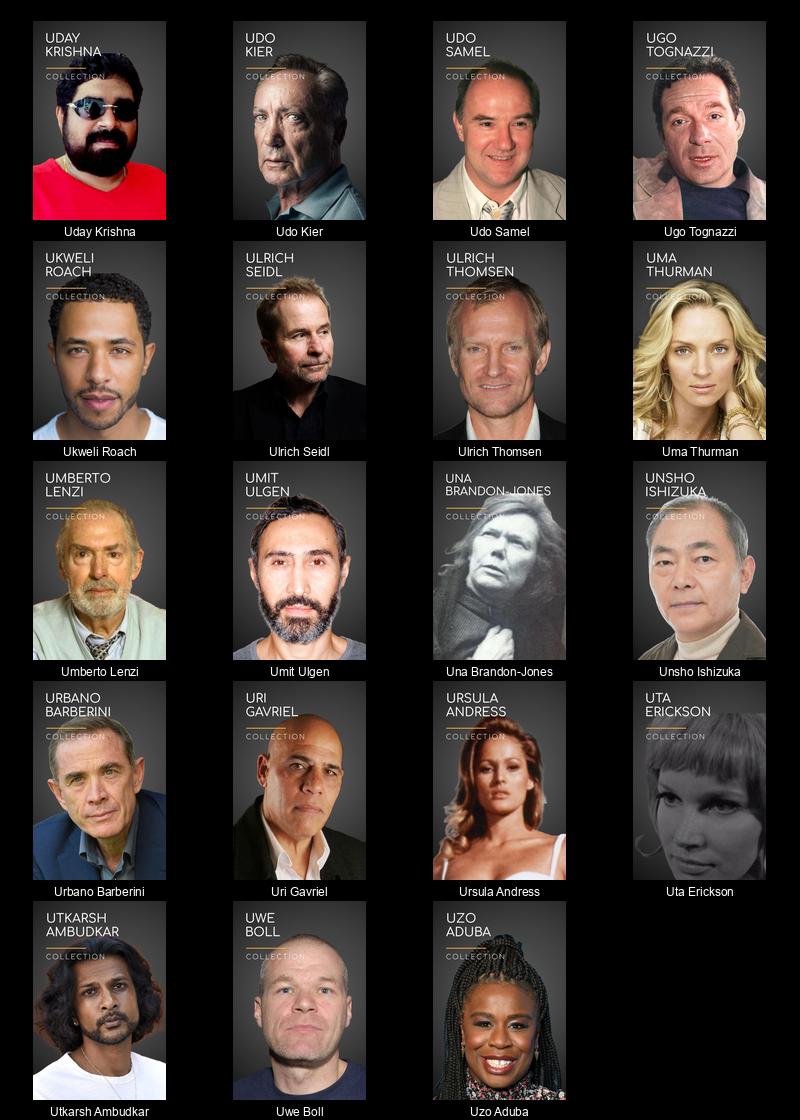 UDAY
KRISHNA
COLLECTION
Uday Krishna
UDO
KIER
COLLECTION
Udo Kier
UDO
SAMEL
COLLECTION
Udo Samel
UGO
TOGNAZZI
COLLECTION
Ugo Tognazzi
UKWELI
ROACH
COLLECTION
Ukweli Roach
ULRICH
SEIDL
COLLECTION
Ulrich Seidl
ULRICH
THOMSEN
COLLECTION
Ulrich Thomsen
UMA
THURMAN
COLLECTION
Uma Thurman
UMBERTO
LENZI
COLLECTION
Umberto Lenzi
UMIT
ULGEN
COLLECTION
Umit Ulgen
UNA
BRANDON-JONES
COLLECTION
Una Brandon-Jones
UNSHO
ISHIZUKA
COLLECTION
Unsho Ishizuka
URBANO
BARBERINI
COLLECTION
Urbano Barberini
URI
GAVRIEL
COLLECTION
Uri Gavriel
URSULA
ANDRESS
COLLECTION
Ursula Andress
UTA
ERICKSON
COLLECTION
Uta Erickson
UTKARSH
AMBUDKAR
COLLECTION
Utkarsh Ambudkar
UWE
BOLL
COLLECTION
Uwe Boll
UZO
ADUBA
COLLECTION
Uzo Aduba